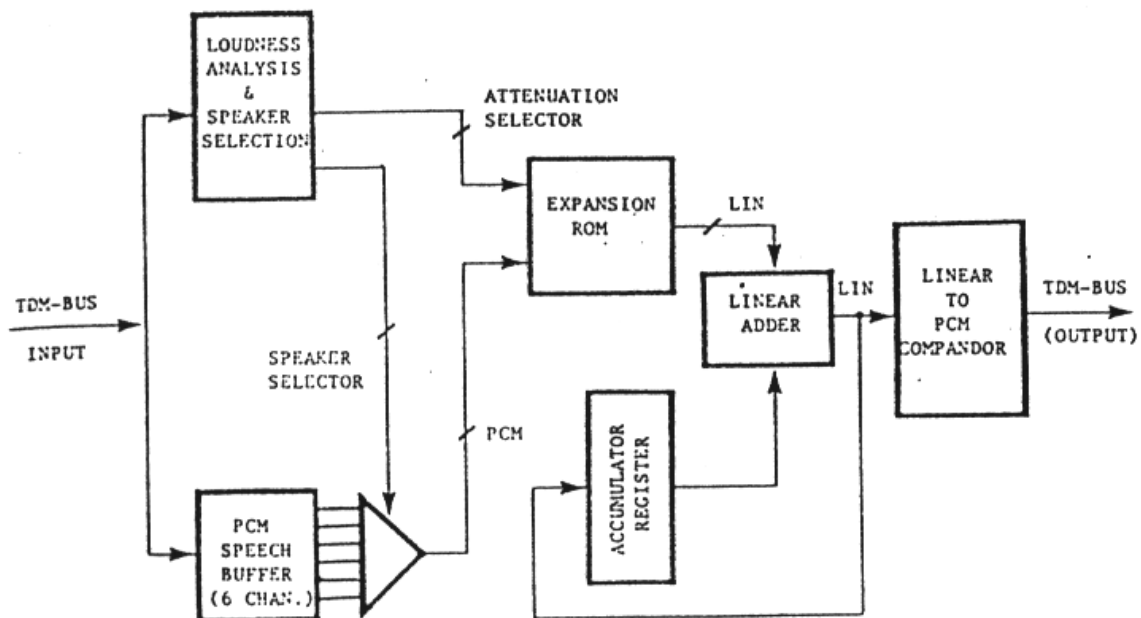 LOUDNESS
ANALYSIS
&
SPEAKER
SELECTION
ATTENUATION
SELECTOR
EXPANSION
ROM
LIN
TDM-BUS
INPUT
SPEAKER
SELECTOR
PCM
LINEAR
ADDER
LIN
LINEAR
TO
PCM
COMPANDOR
TDM-BUS
(OUTPUT)
ACCUMULATOR
REGISTER
PCM
SPEECH
BUFFER
(6 CHAN.)